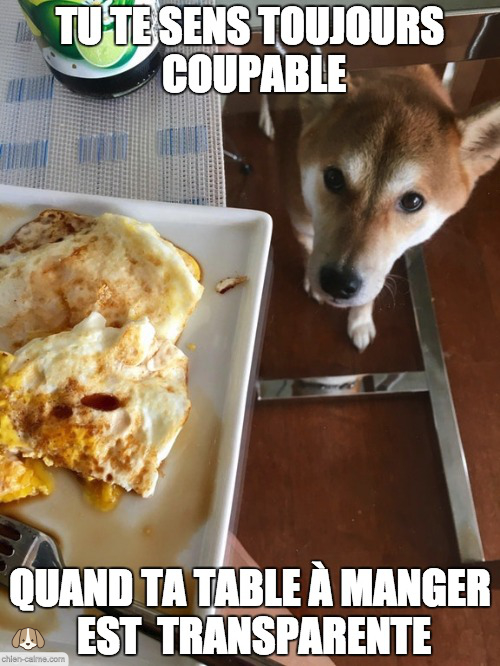 TU TE SENS TOUJOURS
COUPABLE
QUAND TA TABLE À MANGER
EST TRANSPARENTE
chien-calme.com